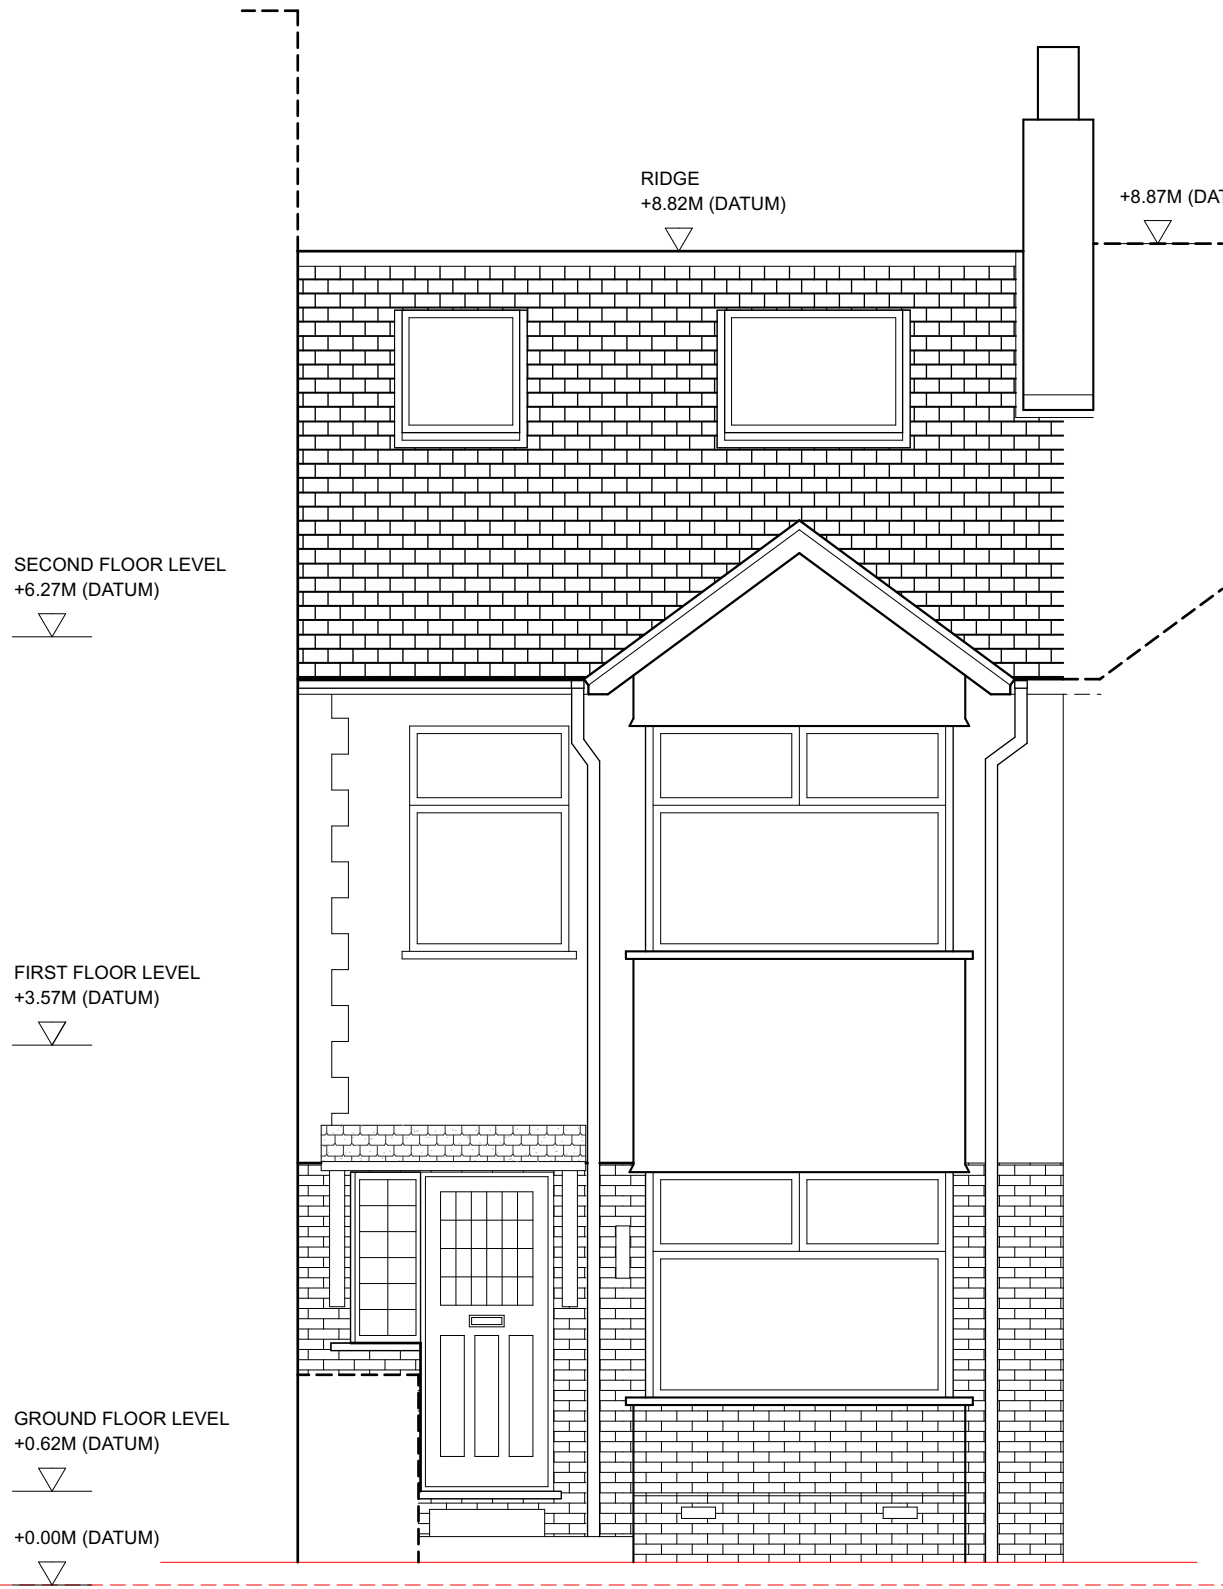 RIDGE
+8.82M (DATUM)
+8.87M (DAT
SECOND FLOOR LEVEL
+6.27M (DATUM)
FIRST FLOOR LEVEL
+3.57M (DATUM)
GROUND FLOOR LEVEL
+0.62M (DATUM)
+0.00M (DATUM)